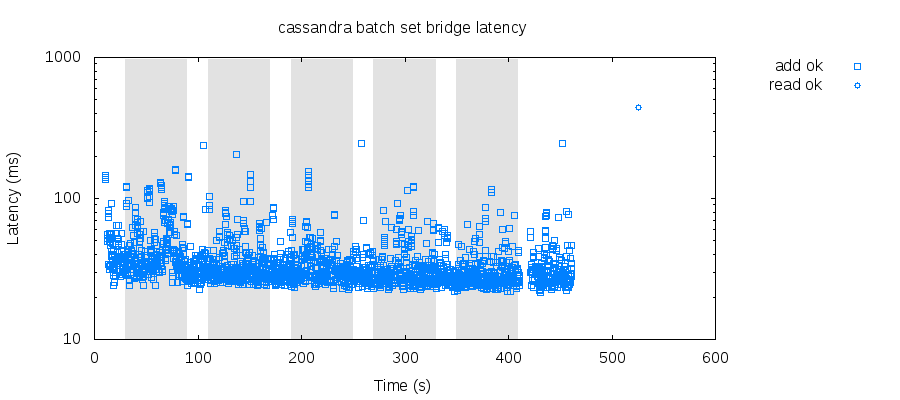 cassandra batch set bridge latency
1000
100
10
0 100 200 300 400 500 600
Time (s)
Latency (ms)
add ok
read ok